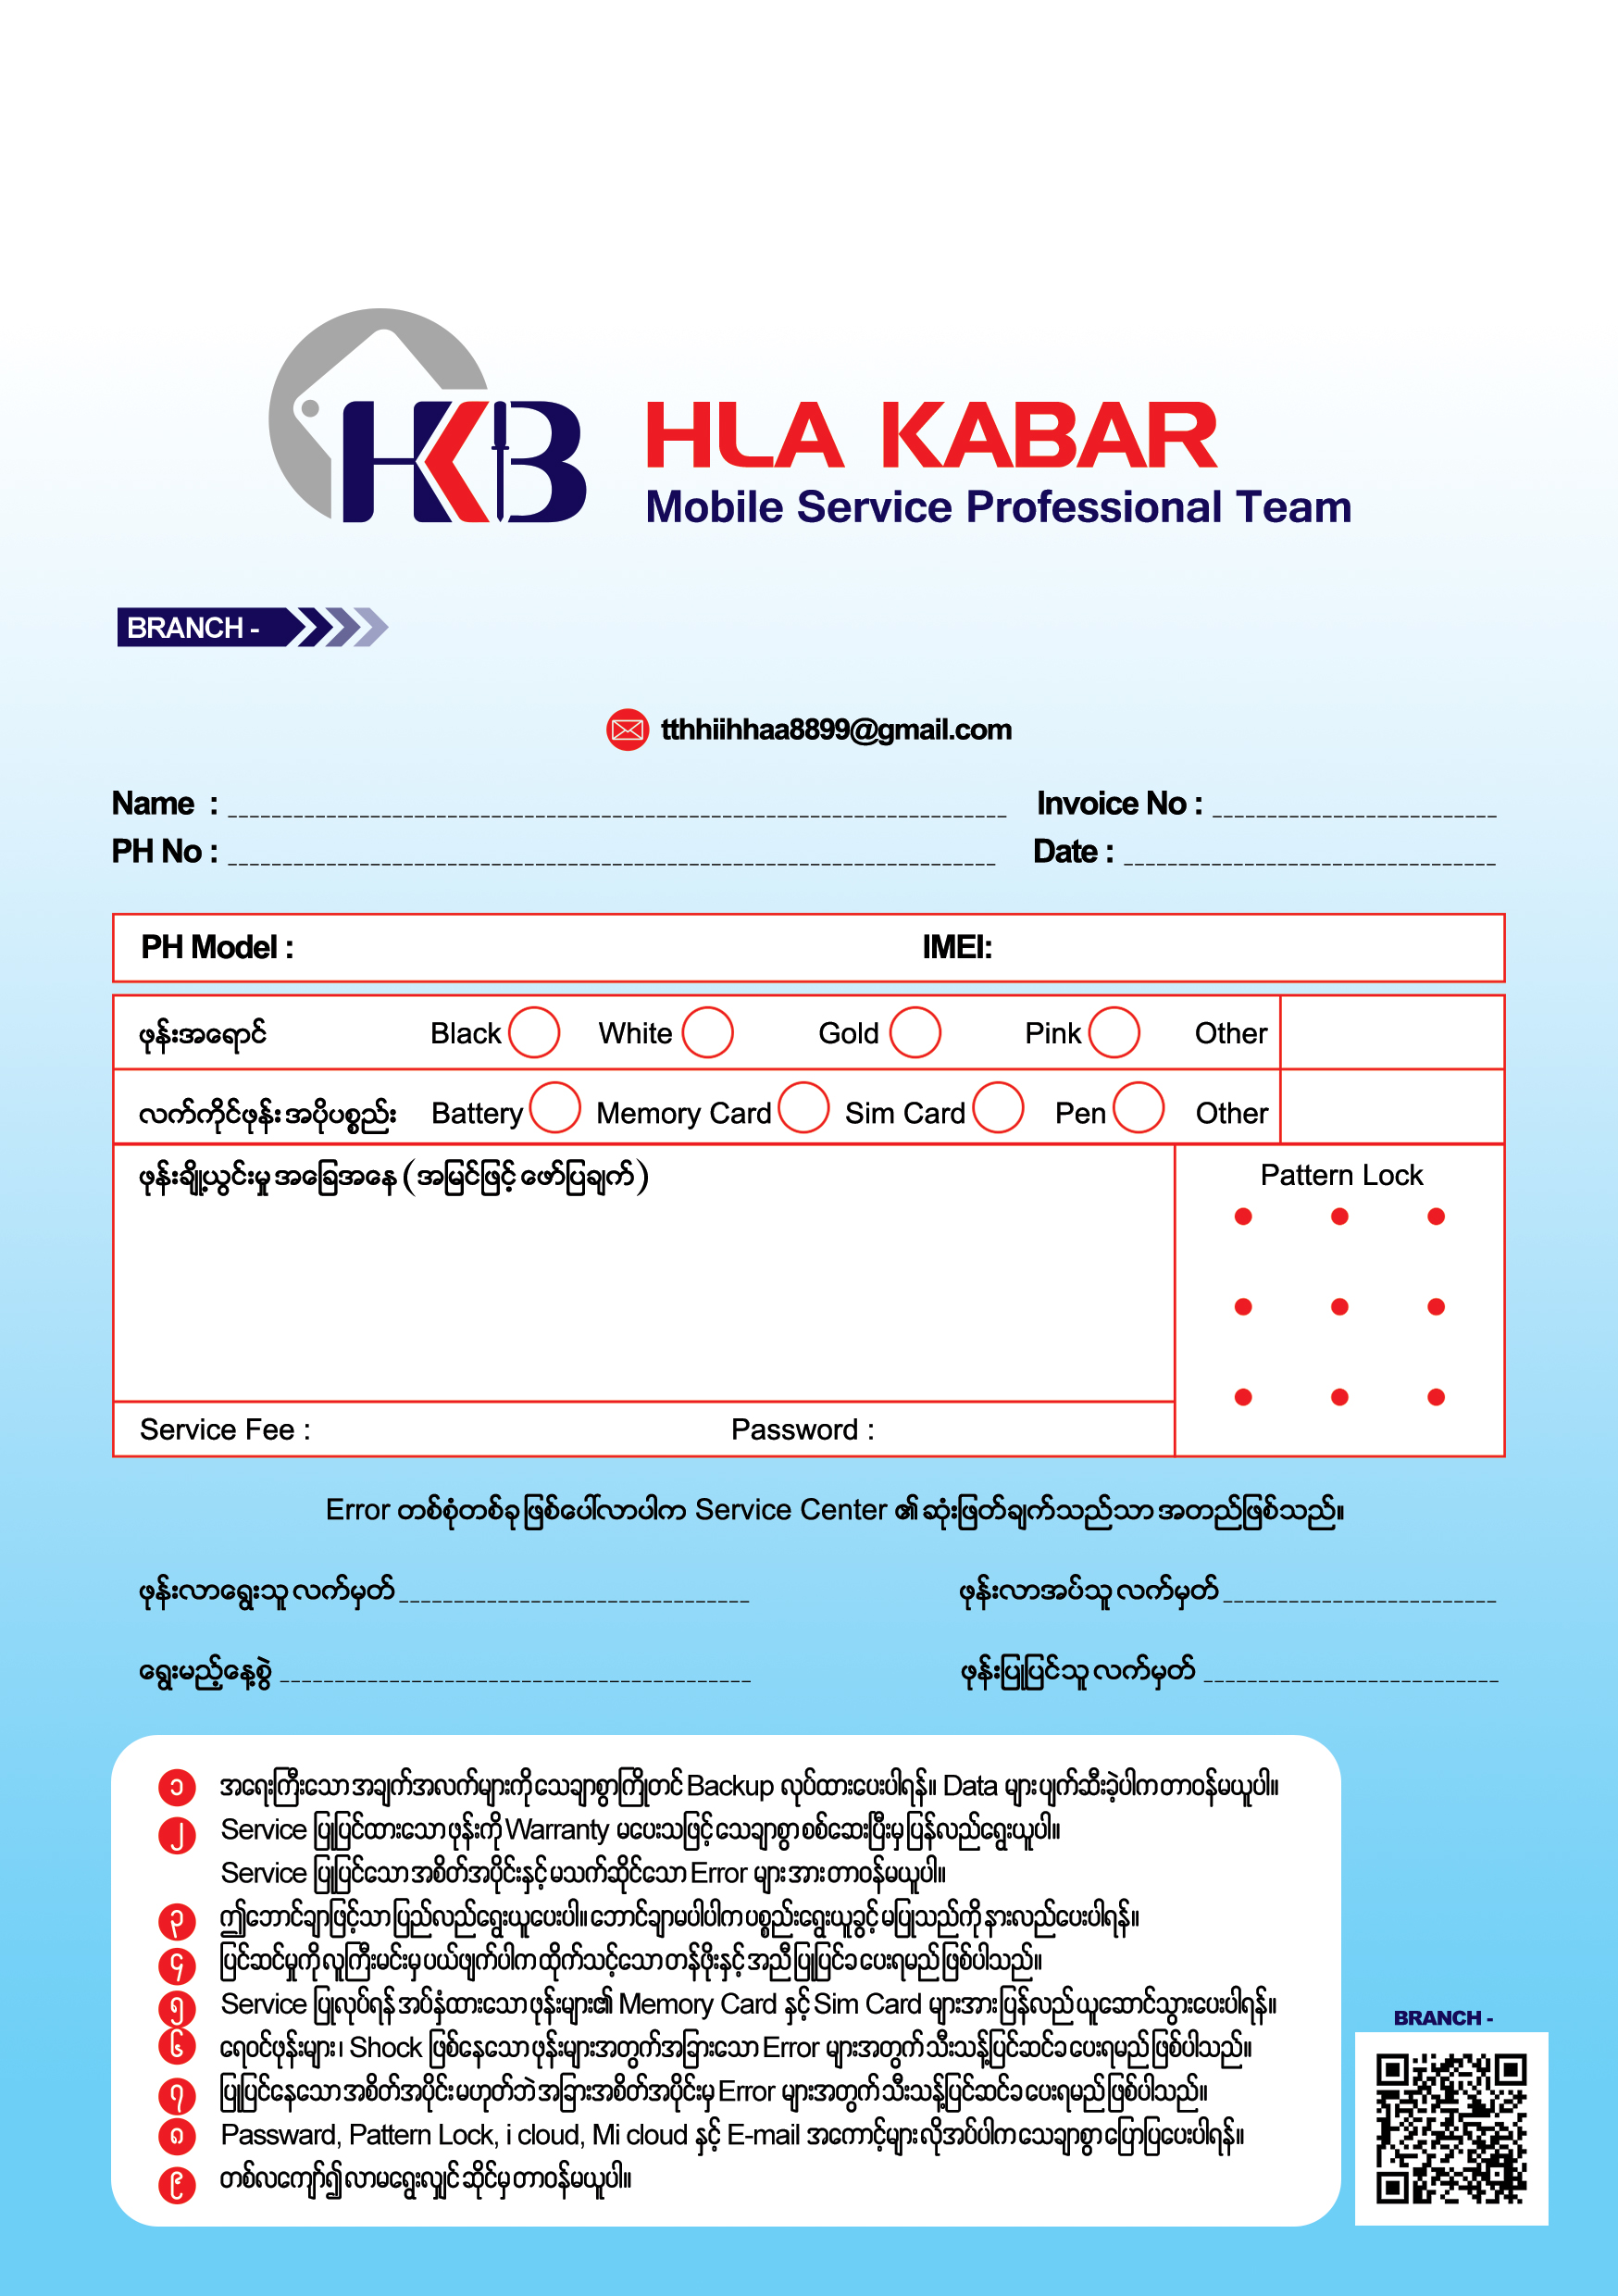 HKB
HLA KABAR
Mobile Service Professional Team
BRANCH -
tthhiihhaa8899@gmail.com
Name : Invoice No :
PH No : Date :
PH Model : IMEI:
ဖုန်းအရောင် Black White Gold Pink Other
လက်ကိုင်ဖုန်း အပိုပစ္စည်း Battery Memory Card Sim Card Pen Other
ဖုန်းချို့ယွင်းမှု အခြေအနေ (အမြင်ဖြင့် ဖော်ပြချက်) Pattern Lock
Service Fee : Password :
Error တစ်စုံတစ်ခု ဖြစ်ပေါ်လာပါက Service Center ၏ ဆုံးဖြတ်ချက်သည်သာ အတည်ဖြစ်သည်။
ဖုန်းလာရွေးသူ လက်မှတ် ဖုန်းလာအပ်သူ လက်မှတ်
ရွေးမည့်နေ့စွဲ ဖုန်းပြုပြင်သူ လက်မှတ်
၁ အရေးကြီးသော အချက်အလက်များကို သေချာစွာကြိုတင် Backup လုပ်ထားပေးပါရန်။ Data များပျက်ဆီးခဲ့ပါက တာဝန်မယူပါ။
၂ Service ပြုပြင်ထားသော ဖုန်းကို Warranty မပေးသဖြင့် သေချာစွာ စစ်ဆေးပြီးမှ ပြန်လည်ရွေးယူပါ။
Service ပြုပြင်သော အစိတ်အပိုင်းနှင့် မသက်ဆိုင်သော Error များအား တာဝန်မယူပါ။
၃ ဤဘောင်ချာဖြင့်သာ ပြည်လည်ရွေးယူပေးပါ။ ဘောင်ချာမပါပါက ပစ္စည်းရွေးယူခွင့် မပြုသည်ကို နားလည်ပေးပါရန်။
၄ ပြင်ဆင်မှုကို လူကြီးမင်းမှ ပယ်ဖျက်ပါက ထိုက်သင့်သော တန်ဖိုးနှင့် အညီ ပြုပြင်ခ ပေးရမည် ဖြစ်ပါသည်။
၅ Service ပြုလုပ်ရန် အပ်နှံထားသော ဖုန်းများ၏ Memory Card နှင့် Sim Card များအား ပြန်လည် ယူဆောင်သွားပေးပါရန်။
၆ ရေဝင်ဖုန်းများ၊ Shock ဖြစ်နေသော ဖုန်းများအတွက် အခြားသော Error များအတွက် သီးသန့်ပြင်ဆင်ခ ပေးရမည် ဖြစ်ပါသည်။
၇ ပြုပြင်နေသော အစိတ်အပိုင်း မဟုတ်ဘဲ အခြားအစိတ်အပိုင်းမှ Error များအတွက် သီးသန့်ပြင်ဆင်ခ ပေးရမည် ဖြစ်ပါသည်။
၈ Passward, Pattern Lock, i cloud, Mi cloud နှင့် E-mail အကောင့်များ လိုအပ်ပါက သေချာစွာ ပြောပြပေးပါရန်။
၉ တစ်လကျော်၍ လာမရွေးလျှင် ဆိုင်မှ တာဝန်မယူပါ။
BRANCH -